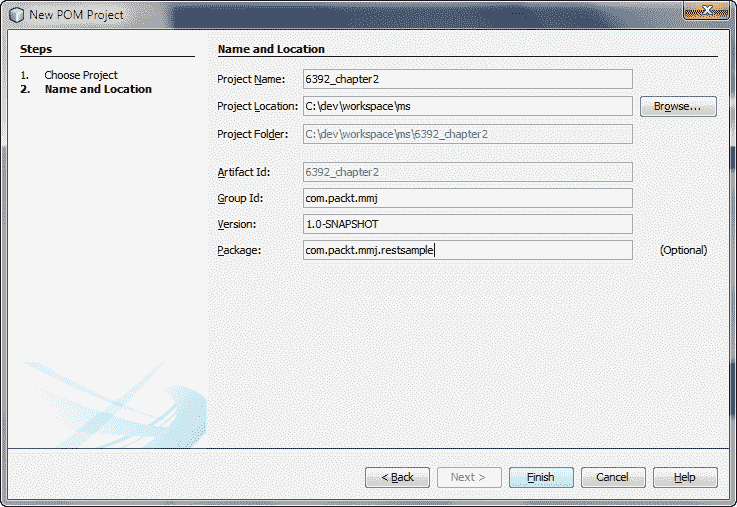 New POM Project
Steps
1. Choose Project
2. Name and Location
Name and Location
Project Name: 6392_chapter2
Project Location: C:\dev\workspace\ms Browse...
Project Folder: C:\dev\workspace\ms\6392_chapter2
Artifact Id: 6392_chapter2
Group Id: com.packt.mmj
Version: 1.0-SNAPSHOT
Package: com.packt.mmj.restsample (Optional)
< Back Next > Finish Cancel Help